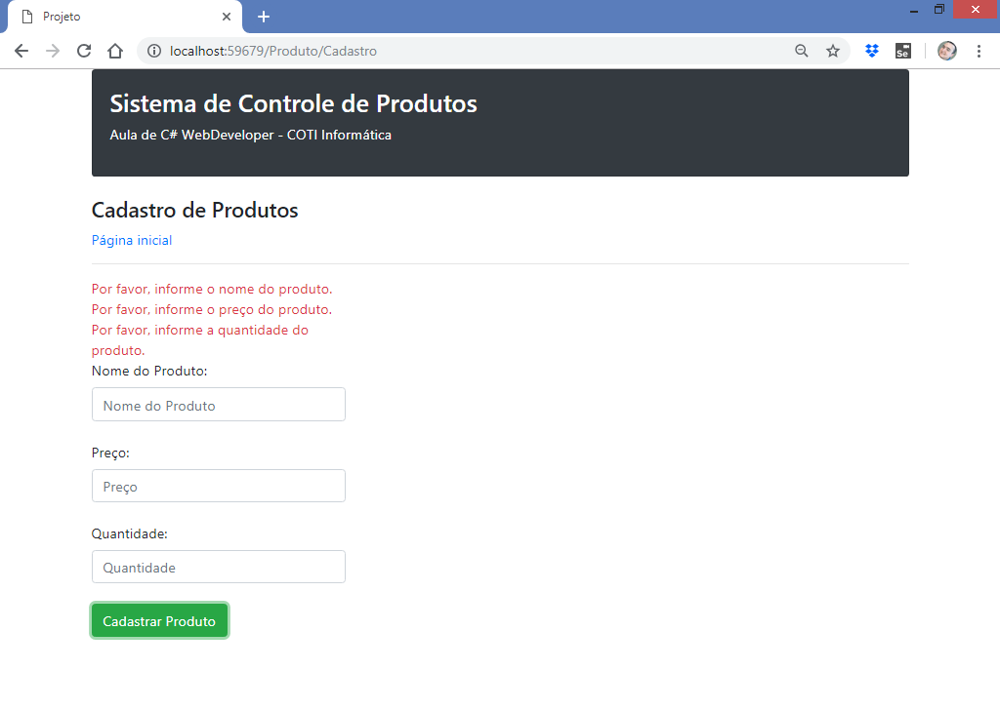 Projeto
localhost:59679/Produto/Cadastro
Se
Sistema de Controle de Produtos
Aula de C# WebDeveloper - COTI Informática
Cadastro de Produtos
Página inicial
Por favor, informe o nome do produto.
Por favor, informe o preço do produto.
Por favor, informe a quantidade do
produto.
Nome do Produto:
Nome do Produto
Preço:
Preço
Quantidade:
Quantidade
Cadastrar Produto